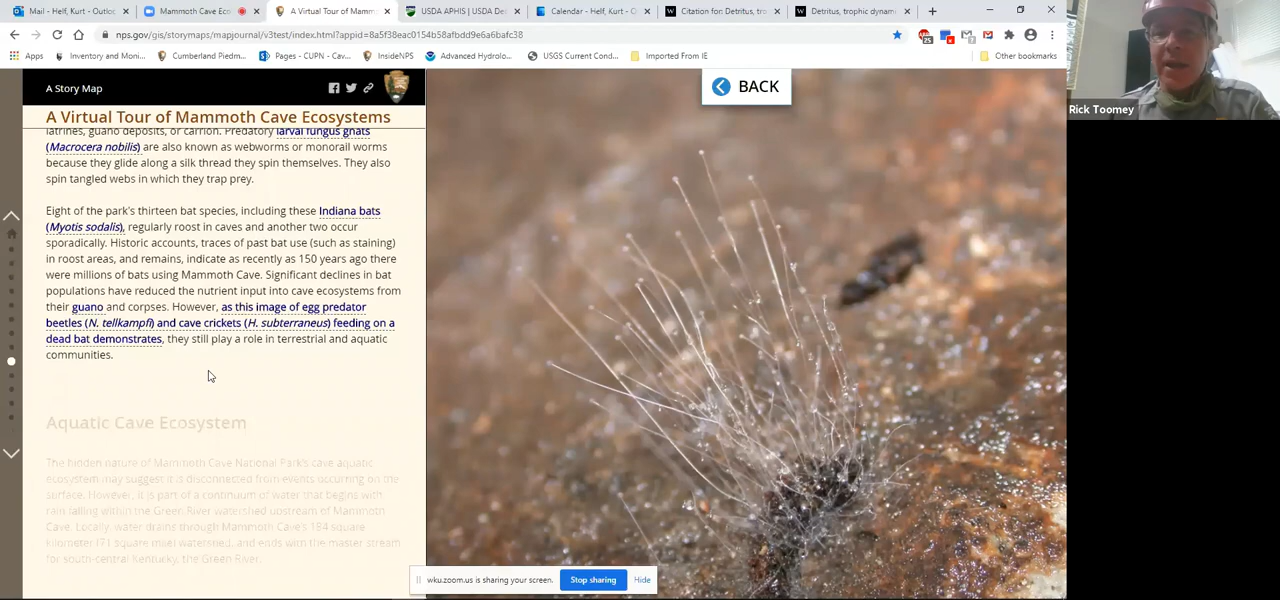 Mail - Helf, Kurt - Outloo
Mammoth Cave Eco
A Virtual Tour of Mamm
USDA APHIS | USDA De
Calendar - Helf, Kurt - O
Citation for: Detritus, tro
Detritus, trophic dynam
nps.gov/gis/storymaps/mapjournal/v3test/index.html?appid=8a5f38eac0154b58afbdd9e6a6bafc38
Apps
Inventory and Moni...
Cumberland Piedm...
Pages - CUPN - Cav...
InsideNPS
Advanced Hydrolo...
USGS Current Cond...
Imported From IE
Other bookmarks
A Story Map
BACK
Rick Toomey
A Virtual Tour of Mammoth Cave Ecosystems
latrines, guano deposits, or carrion. Predatory larval fungus gnats
(Macrocera nobilis) are also known as webworms or monorail worms
because they glide along a silk thread they spin themselves. They also
spin tangled webs in which they trap prey.
Eight of the park's thirteen bat species, including these Indiana bats
(Myotis sodalis), regularly roost in caves and another two occur
sporadically. Historic accounts, traces of past bat use (such as staining)
in roost areas, and remains, indicate as recently as 150 years ago there
were millions of bats using Mammoth Cave. Significant declines in bat
populations have reduced the nutrient input into cave ecosystems from
their guano and corpses. However, as this image of egg predator
beetles (N. tellkampfi) and cave crickets (H. subterraneus) feeding on a
dead bat demonstrates, they still play a role in terrestrial and aquatic
communities.
Aquatic Cave Ecosystem
The hidden nature of Mammoth Cave National Park's cave aquatic
ecosystem may suggest it is disconnected from events occurring on the
surface. However, it is part of a continuum of water that begins with
rain falling within the Green River watershed upstream of Mammoth
Cave. Locally, water drains through Mammoth Cave's 184 square
kilometer (71 square mile) watershed, and ends with the master stream
for south-central Kentucky, the Green River.
wku.zoom.us is sharing your screen.
Stop sharing
Hide